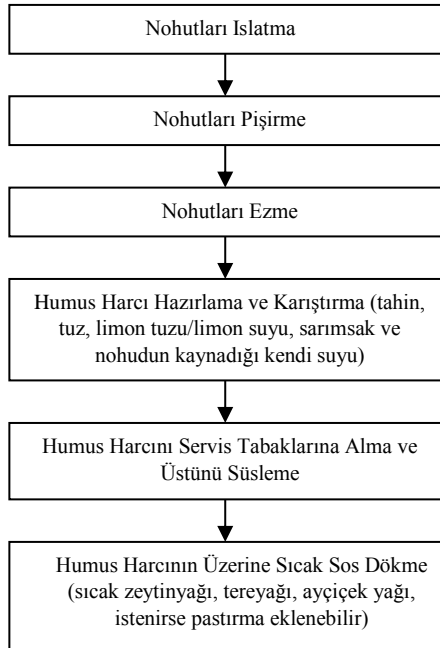 Nohutları Islatma
Nohutları Pişirme
Nohutları Ezme
Humus Harcı Hazırlama ve Karıştırma (tahin,
tuz, limon tuzu/limon suyu, sarımsak ve
nohudun kaynadığı kendi suyu)
Humus Harcını Servis Tabaklarına Alma ve
Üstünü Süsleme
Humus Harcının Üzerine Sıcak Sos Dökme
(sıcak zeytinyağı, tereyağı, ayçiçek yağı,
istenirse pastırma eklenebilir)